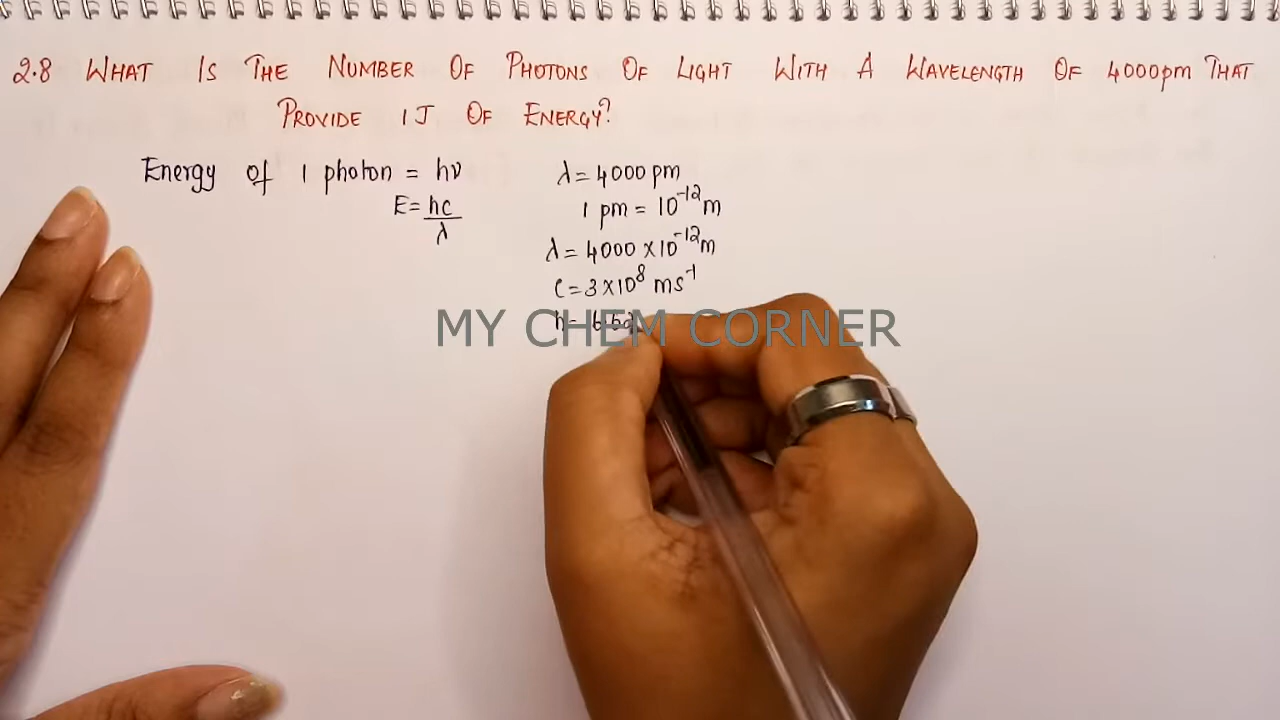 2.8 WHAT IS THE NUMBER OF PHOTONS OF LIGHT WITH A WAVELENGTH OF 4000pm THAT
PROVIDE 1J OF ENERGY?
Energy of 1 photon = hν
E = hc/λ
λ = 4000 pm
1 pm = 10⁻¹² m
λ = 4000 × 10⁻¹² m
C = 3 × 10⁸ ms⁻¹
h = 6.62
MY CHEM CORNER